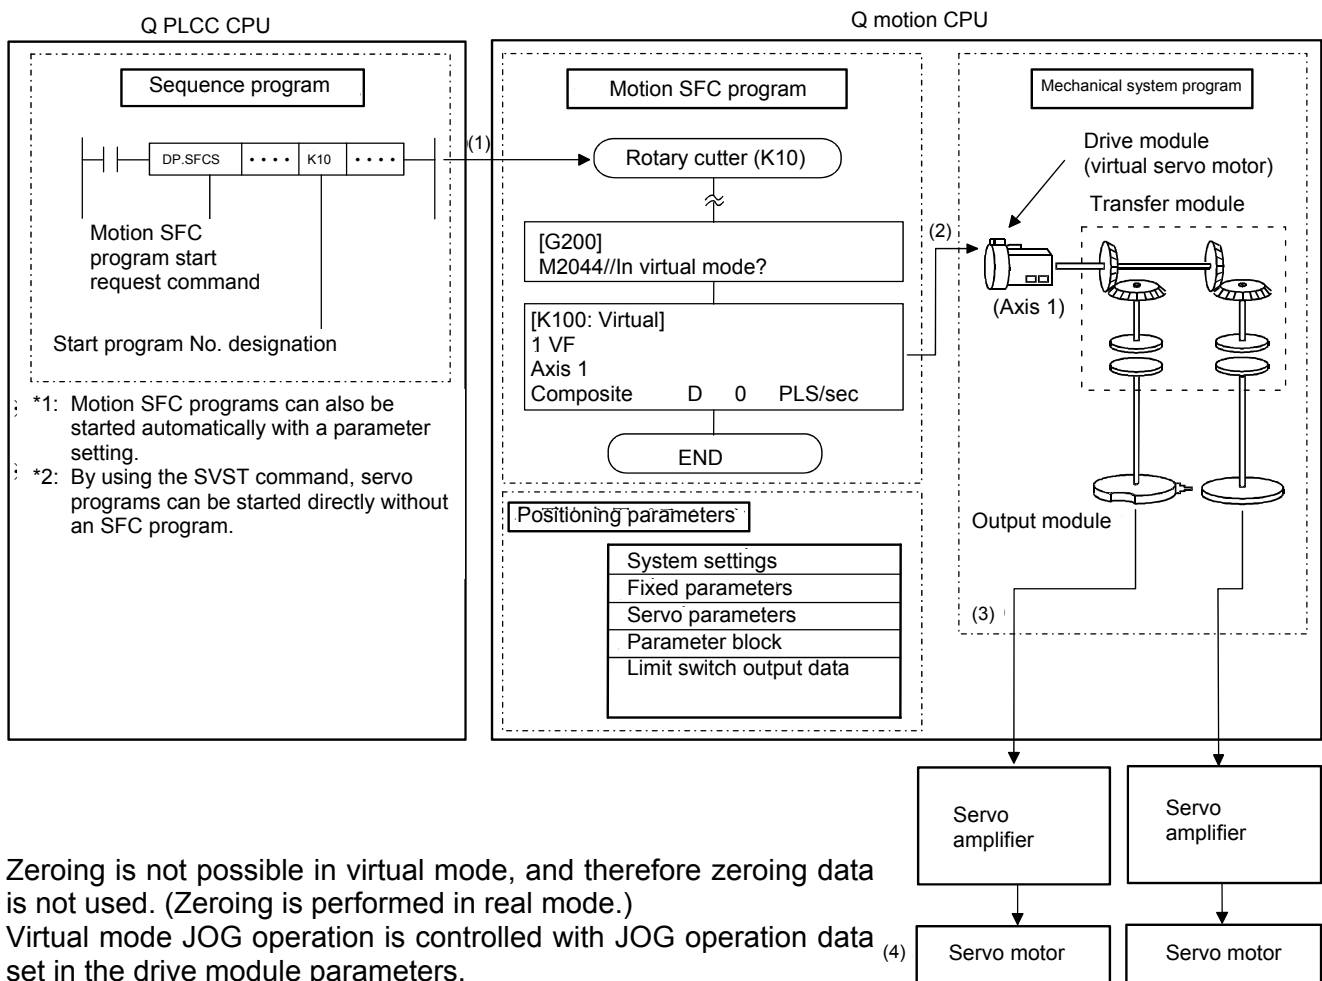 Q PLCC CPU
Q motion CPU
Sequence program
DP.SFCS • • • • K10 • • • •
Motion SFC
program start
request command
Start program No. designation
*1: Motion SFC programs can also be
started automatically with a parameter
setting.
*2: By using the SVST command, servo
programs can be started directly without
an SFC program.
(1)
Motion SFC program
Rotary cutter (K10)
[G200]
M2044//In virtual mode?
[K100: Virtual]
1 VF
Axis 1
Composite D 0 PLS/sec
END
(2)
Positioning parameters
System settings
Fixed parameters
Servo parameters
Parameter block
Limit switch output data
Mechanical system program
Drive module
(virtual servo motor)
Transfer module
(Axis 1)
Output module
(3)
Servo
amplifier
Servo
amplifier
(4)
Servo motor
Servo motor
Zeroing is not possible in virtual mode, and therefore zeroing data
is not used. (Zeroing is performed in real mode.)
Virtual mode JOG operation is controlled with JOG operation data
set in the drive module parameters.